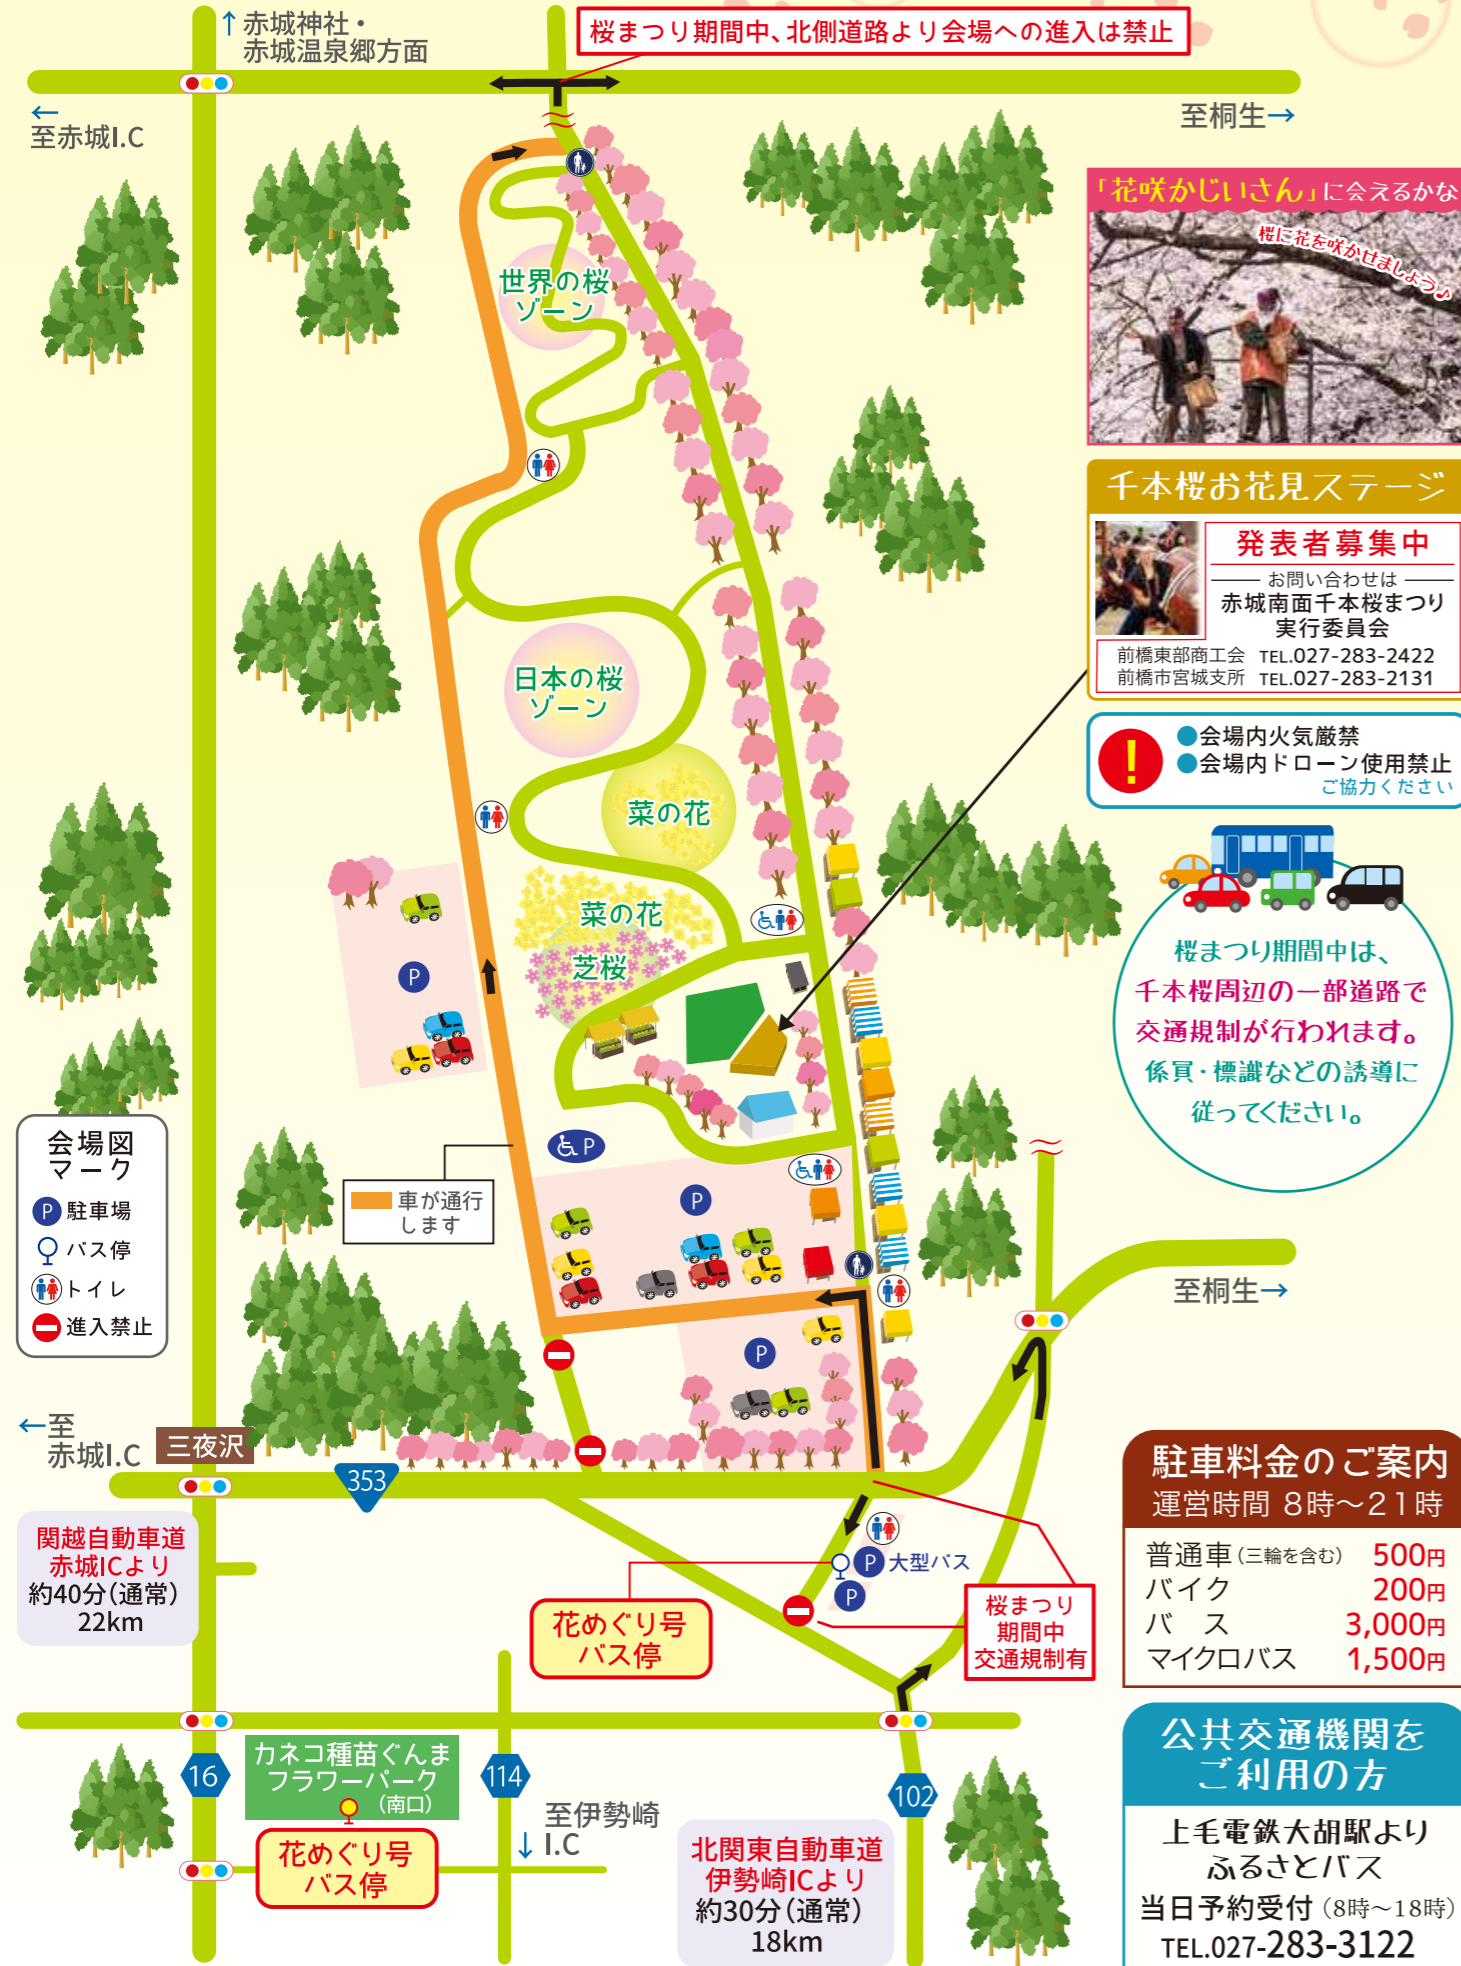 ↑赤城神社・
赤城温泉郷方面
桜まつり期間中、北側道路より会場への進入は禁止
←
至赤城I.C
至桐生→
「花咲かじいさん」に会えるかな
桜に花を咲かせましょう♪
世界の桜
ゾーン
千本桜お花見ステージ
発表者募集中
お問い合わせは
赤城南面千本桜まつり
実行委員会
前橋東部商工会 TEL.027-283-2422
前橋市宮城支所 TEL.027-283-2131
日本の桜
ゾーン
!
●会場内火気厳禁
●会場内ドローン使用禁止
ご協力ください
菜の花
菜の花
芝桜
桜まつり期間中は、
千本桜周辺の一部道路で
交通規制が行われます。
係員・標識などの誘導に
従ってください。
P
P
P
P
会場図
マーク
P 駐車場
バス停
トイレ
進入禁止
車が通行
します
至桐生→
←至
赤城I.C
三夜沢
353
関越自動車道
赤城ICより
約40分(通常)
22km
P 大型バス
P
花めぐり号
バス停
桜まつり
期間中
交通規制有
駐車料金のご案内
運営時間 8時～21時
普通車(三輪を含む) 500円
バイク 200円
バ ス 3,000円
マイクロバス 1,500円
16
カネコ種苗ぐんま
フラワーパーク
(南口)
114
102
花めぐり号
バス停
至伊勢崎
↓I.C
北関東自動車道
伊勢崎ICより
約30分(通常)
18km
公共交通機関を
ご利用の方
上毛電鉄大胡駅より
ふるさとバス
当日予約受付(8時～18時)
TEL.027-283-3122